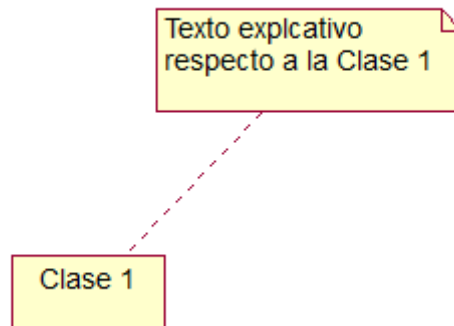 Texto explcativo
respecto a la Clase 1
Clase 1